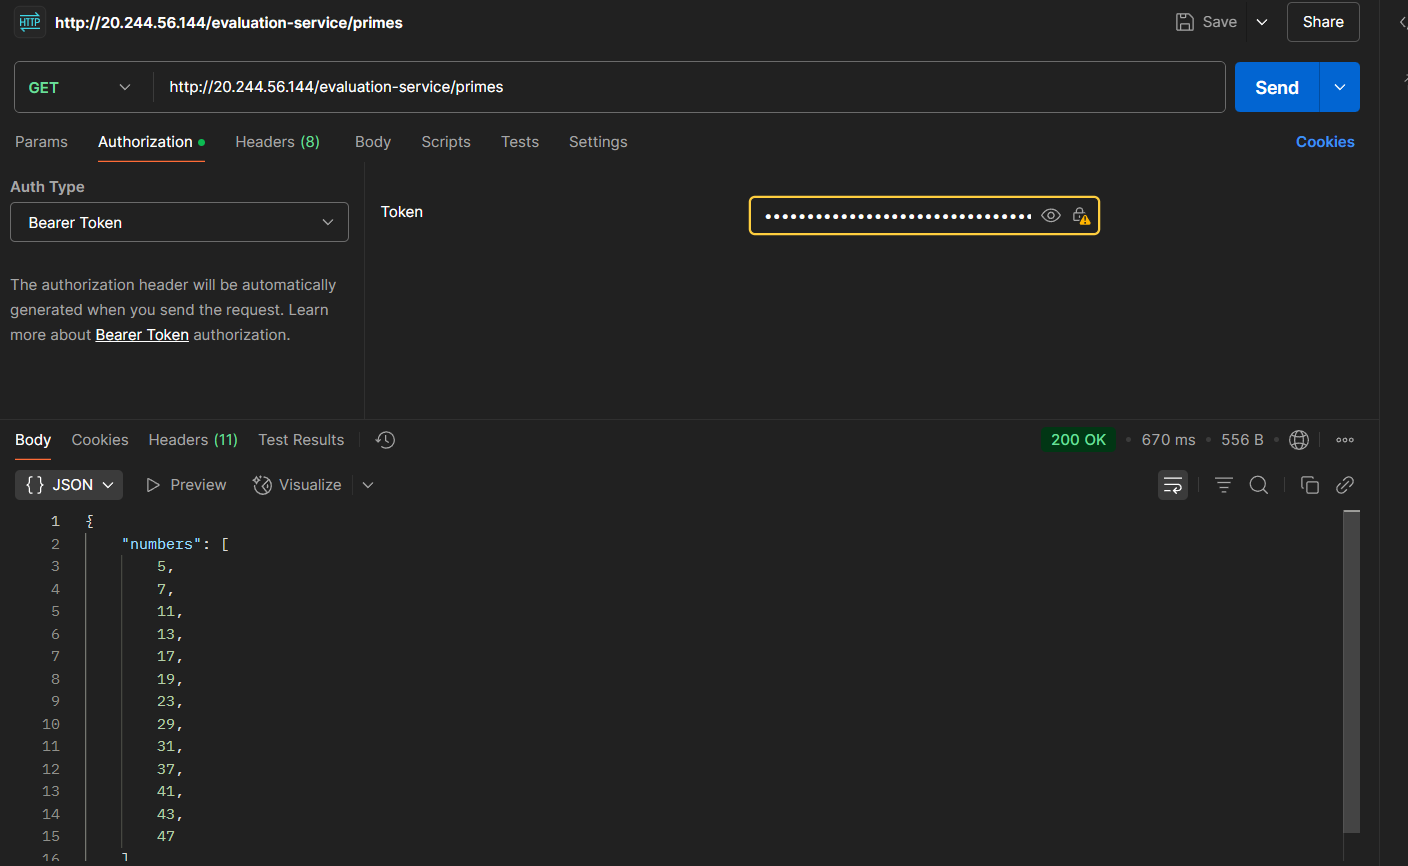 HTTP http://20.244.56.144/evaluation-service/primes Save Share
GET http://20.244.56.144/evaluation-service/primes Send
Params Authorization Headers (8) Body Scripts Tests Settings Cookies
Auth Type
Bearer Token
Token
The authorization header will be automatically
generated when you send the request. Learn
more about Bearer Token authorization.
Body Cookies Headers (11) Test Results 200 OK 670 ms 556 B
{} JSON Preview Visualize
1 {
2 "numbers": [
3 5,
4 7,
5 11,
6 13,
7 17,
8 19,
9 23,
10 29,
11 31,
12 37,
13 41,
14 43,
15 47
16 ]